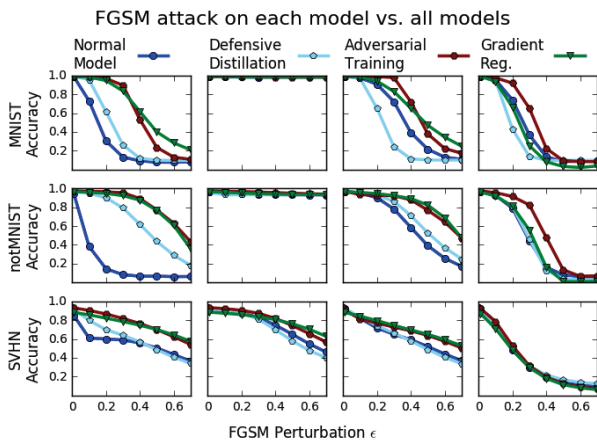 FGSM attack on each model vs. all models
Normal Model
Defensive Distillation
Adversarial Training
Gradient Reg.
MNIST Accuracy
1.0
0.8
0.6
0.4
0.2
notMNIST Accuracy
1.0
0.8
0.6
0.4
0.2
SVHN Accuracy
1.0
0.8
0.6
0.4
0.2
0.0 0.2 0.4 0.6 0.0 0.2 0.4 0.6 0.0 0.2 0.4 0.6 0.0 0.2 0.4 0.6
FGSM Perturbation ϵ